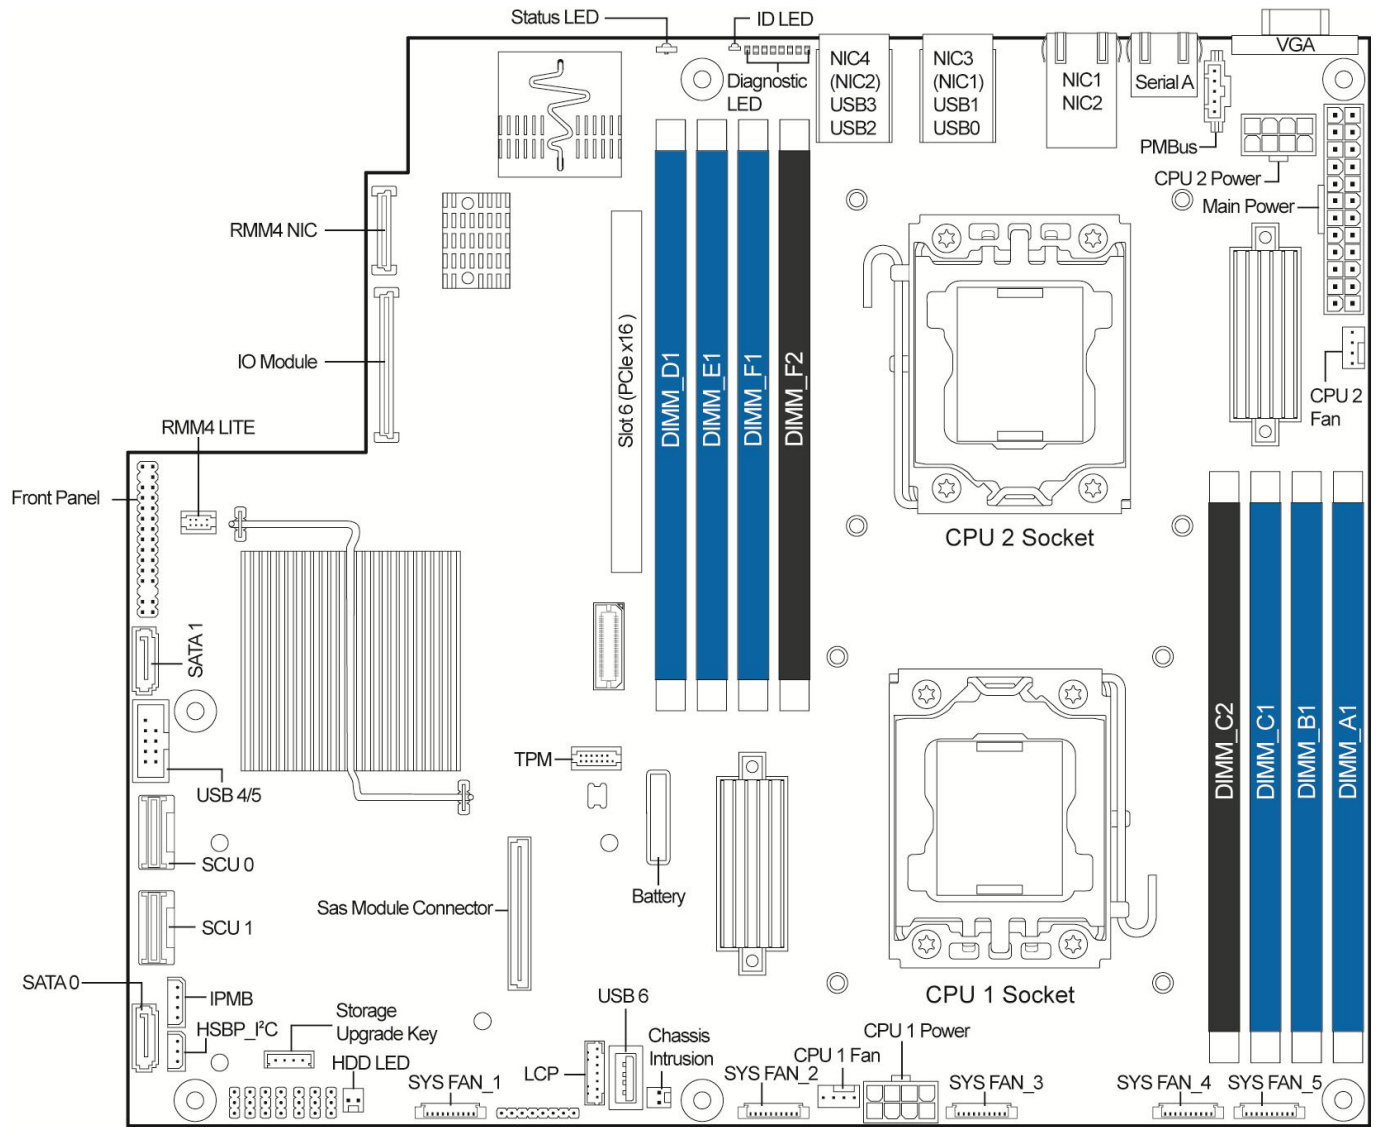 Status LED
ID LED
VGA
Diagnostic
LED
NIC4
(NIC2)
USB3
USB2
NIC3
(NIC1)
USB1
USB0
NIC1
NIC2
Serial A
PMBus
CPU 2 Power
Main Power
RMM4 NIC
IO Module
Slot 6 (PCIe x16)
DIMM_D1
DIMM_E1
DIMM_F1
DIMM_F2
CPU 2
Fan
RMM4 LITE
Front Panel
CPU 2 Socket
SATA 1
DIMM_C2
DIMM_C1
DIMM_B1
DIMM_A1
TPM
USB 4/5
SCU 0
Battery
Sas Module Connector
SCU 1
SATA 0
IPMB
USB 6
CPU 1 Socket
Storage
Upgrade Key
HSBP_I²C
Chassis
Intrusion
CPU 1 Power
HDD LED
CPU 1 Fan
LCP
SYS FAN_1
SYS FAN_2
SYS FAN_3
SYS FAN_4
SYS FAN_5